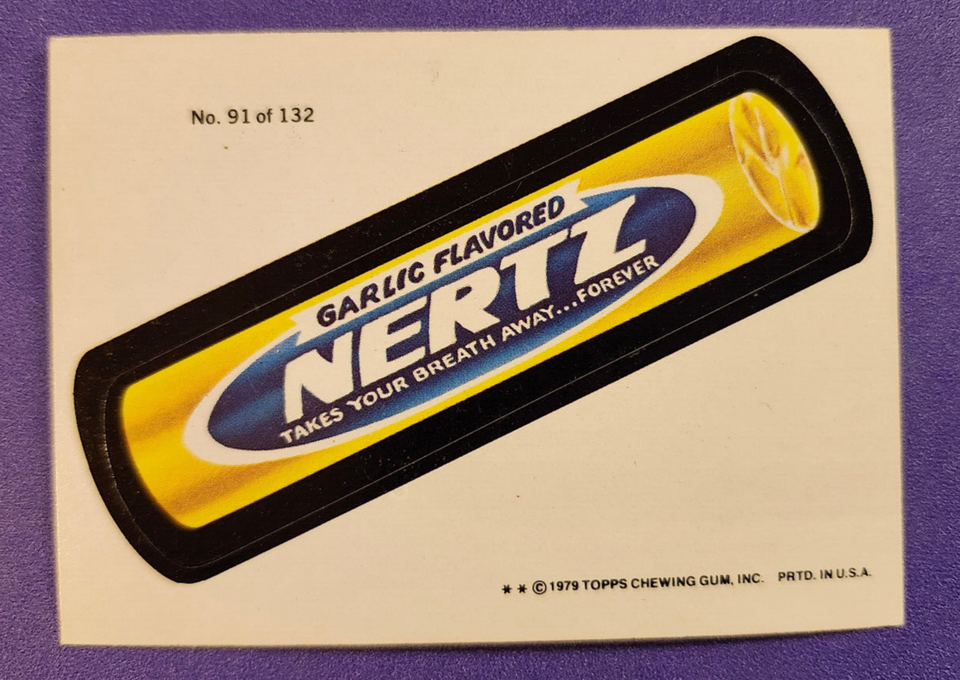 No. 91 of 132
GARLIC FLAVORED
NERTZ
TAKES YOUR BREATH AWAY...FOREVER
** © 1979 TOPPS CHEWING GUM, INC. PRTD. IN U.S.A.